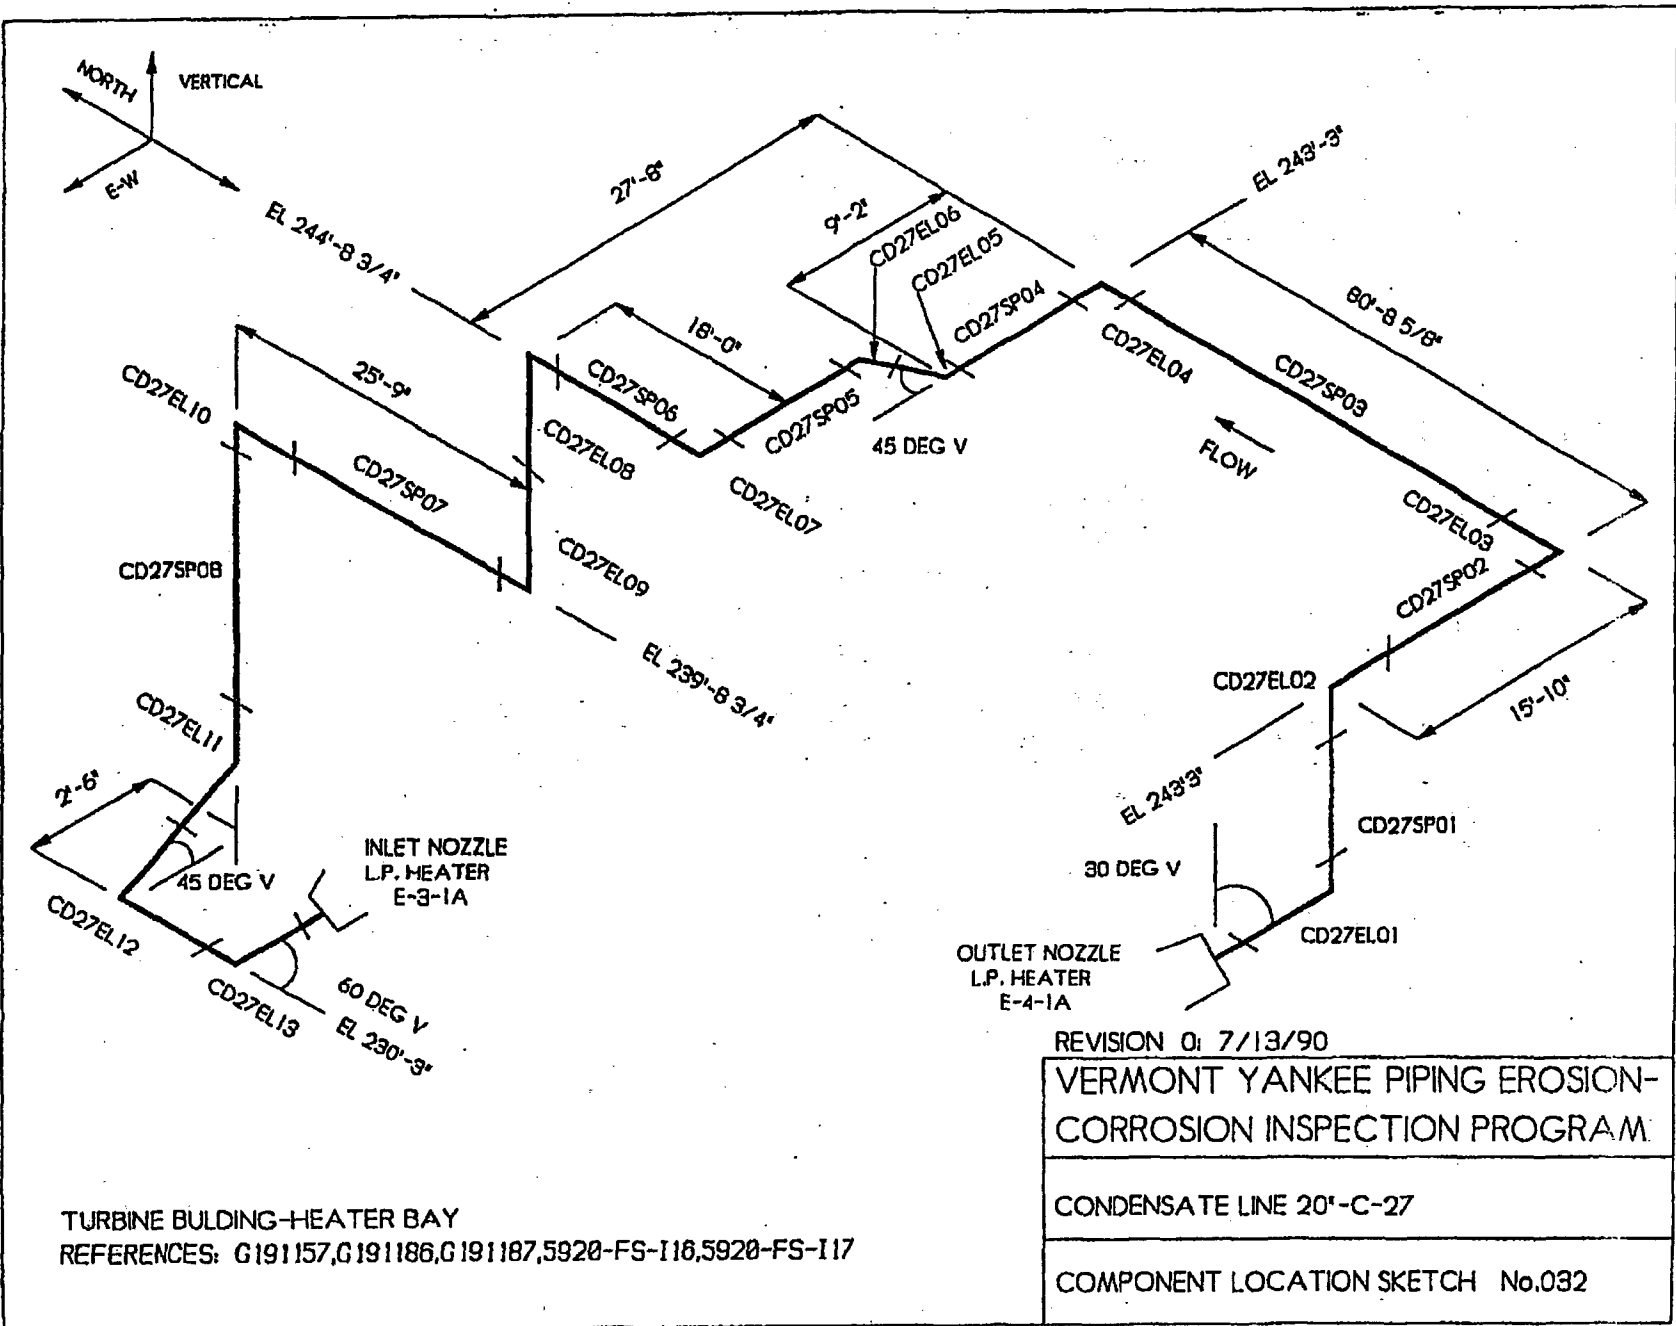 NORTH
VERTICAL
E-W
EL 244'-8 3/4"
27'-8"
9'-2"
CD27EL06
CD27EL05
EL 243'-3"
80'-8 5/8"
18'-0"
CD27SP04
CD27EL04
CD27SP03
25'-9"
CD27EL10
CD27SP06
CD27SP05
45 DEG V
FLOW
CD27EL08
CD27SP07
CD27EL07
CD27EL03
CD27SP02
CD27SP08
CD27EL09
EL 239'-8 3/4"
CD27EL02
15'-10"
CD27EL11
2'-6"
EL 243'3"
CD27SP01
INLET NOZZLE
L.P. HEATER
E-3-1A
45 DEG V
30 DEG V
CD27EL12
CD27EL01
OUTLET NOZZLE
L.P. HEATER
E-4-1A
CD27EL13
60 DEG V
EL 230'-3"
REVISION 0: 7/13/90
VERMONT YANKEE PIPING EROSION-
CORROSION INSPECTION PROGRAM
CONDENSATE LINE 20"-C-27
COMPONENT LOCATION SKETCH No.032
TURBINE BULDING-HEATER BAY
REFERENCES: G191157,G191186,G191187,5920-FS-I16,5920-FS-I17